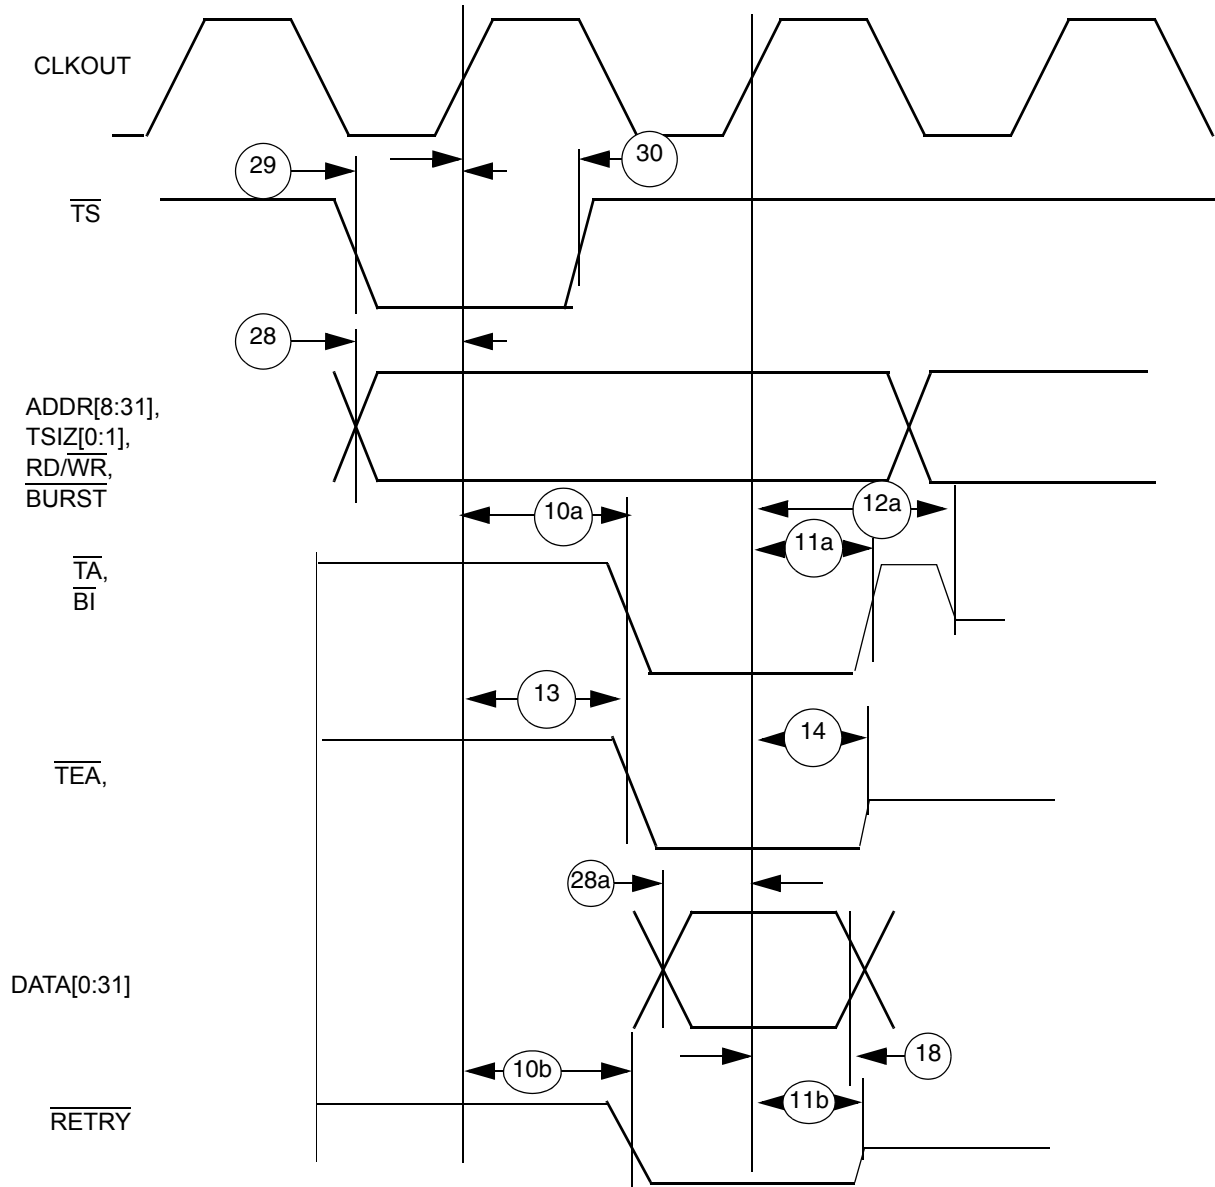 CLKOUT
29
30
TS
28
ADDR[8:31],
TSIZ[0:1],
RD/WR,
BURST
10a
12a
11a
TA,
BI
13
14
TEA,
28a
DATA[0:31]
18
10b
11b
RETRY